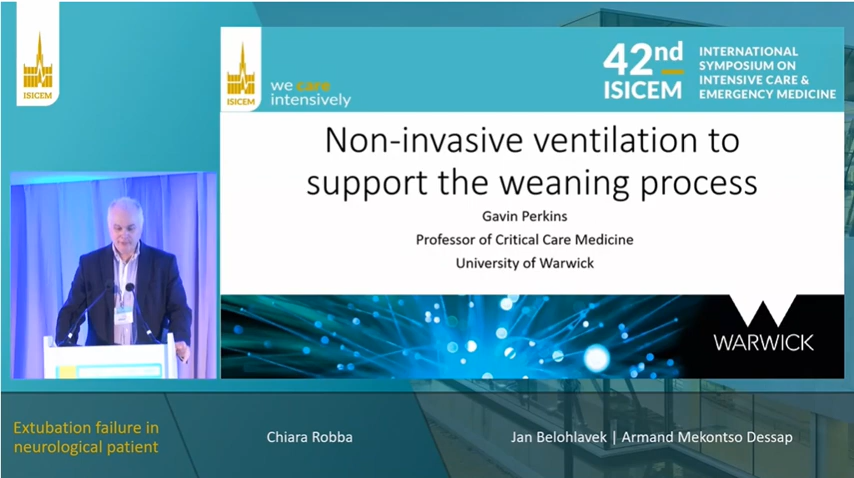 ISICEM
ISICEM
we care
intensively
42nd
ISICEM
INTERNATIONAL
SYMPOSIUM ON
INTENSIVE CARE &
EMERGENCY MEDICINE
Non-invasive ventilation to
support the weaning process
Gavin Perkins
Professor of Critical Care Medicine
University of Warwick
WARWICK
Extubation failure in
neurological patient
Chiara Robba
Jan Belohlavek | Armand Mekontso Dessap